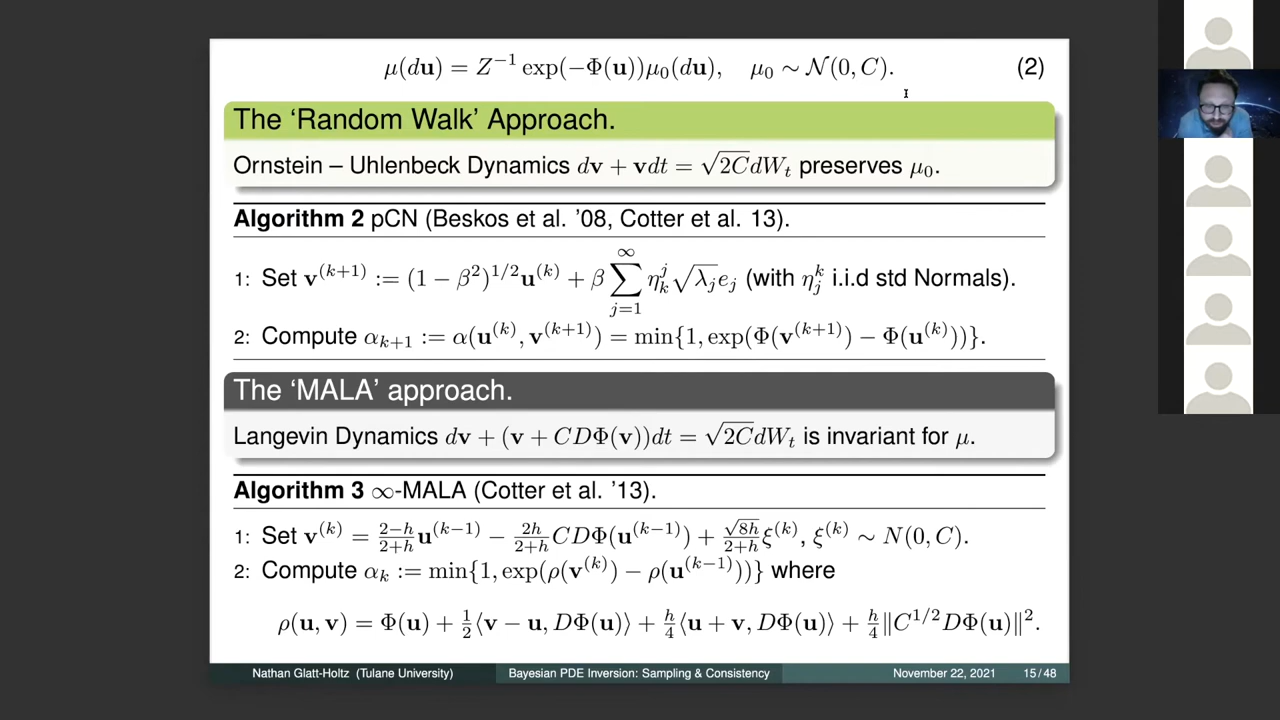 μ(du) = Z⁻¹ exp(−Φ(u))μ₀(du), μ₀ ∼ 𝒩(0, C). (2)
The ‘Random Walk’ Approach.
Ornstein – Uhlenbeck Dynamics dv + vdt = √2C dWₜ preserves μ₀.
Algorithm 2 pCN (Beskos et al. ’08, Cotter et al. 13).
1: Set v^(k+1) := (1 − β²)^1/2 u^(k) + β ∑_{j=1}^{∞} η_k^j √λ_j e_j (with η_j^k i.i.d std Normals).
2: Compute α_{k+1} := α(u^(k), v^(k+1)) = min{1, exp(Φ(v^(k+1)) − Φ(u^(k)))}.
The ‘MALA’ approach.
Langevin Dynamics dv + (v + CDΦ(v))dt = √2C dWₜ is invariant for μ.
Algorithm 3 ∞-MALA (Cotter et al. ’13).
1: Set v^(k) = (2−h)/(2+h) u^(k−1) − 2h/(2+h) CDΦ(u^(k−1)) + √8h/(2+h) ξ^(k), ξ^(k) ∼ N(0, C).
2: Compute α_k := min{1, exp(ρ(v^(k)) − ρ(u^(k−1)))} where
ρ(u, v) = Φ(u) + ½⟨v − u, DΦ(u)⟩ + h/4⟨u + v, DΦ(u)⟩ + h/4‖C^1/2 DΦ(u)‖².
Nathan Glatt-Holtz (Tulane University) Bayesian PDE Inversion: Sampling & Consistency November 22, 2021 15 / 48